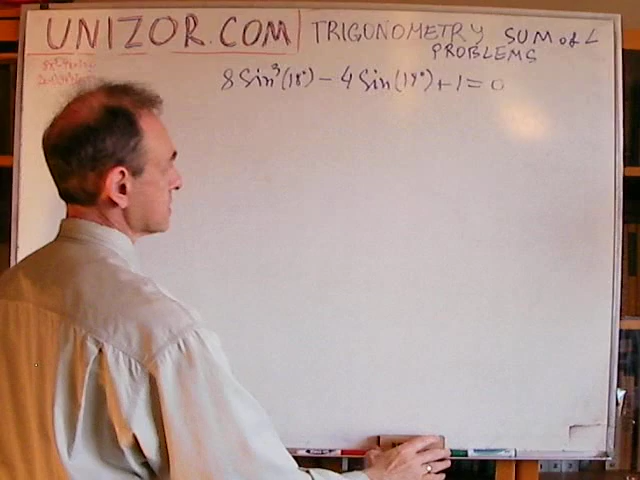 UNIZOR.COM | TRIGONOMETRY SUM of ∠
PROBLEMS
8 Sin³(18°) - 4 Sin(18°) + 1 = 0